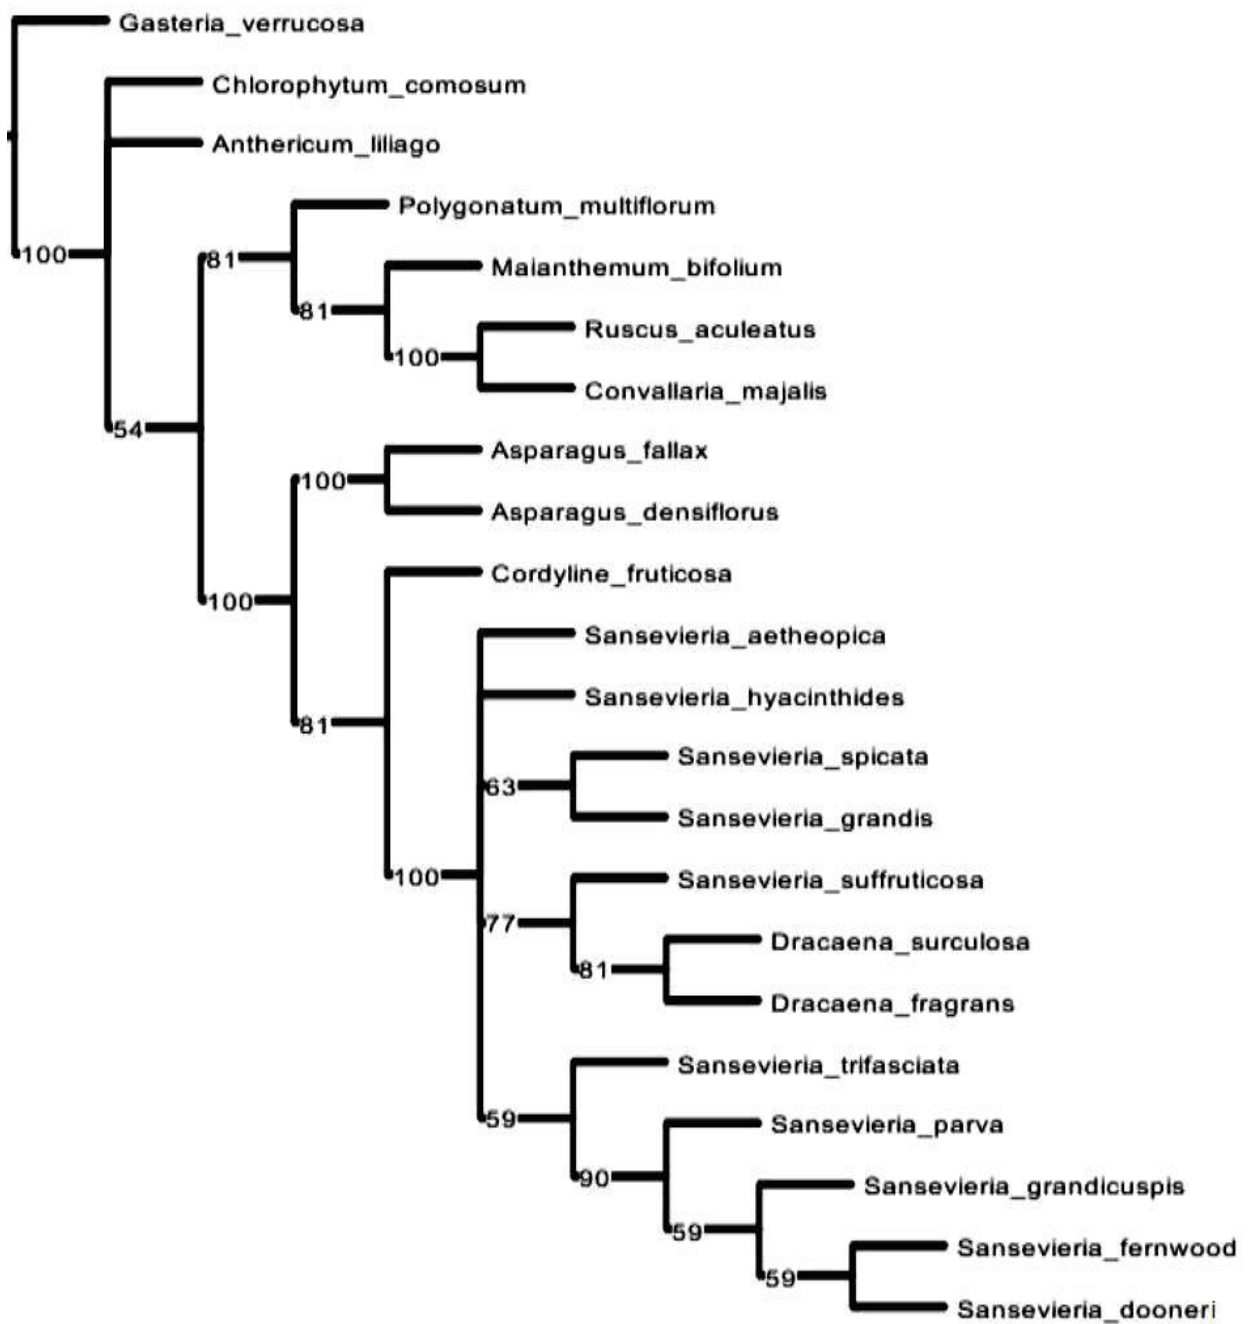 Gasteria_verrucosa
Chlorophytum_comosum
Anthericum_liliago
Polygonatum_multiflorum
100
81
Maianthemum_bifolium
81
Ruscus_aculeatus
100
Convallaria_majalis
54
Asparagus_fallax
100
Asparagus_densiflorus
Cordyline_fruticosa
100
Sansevieria_aetheopica
Sansevieria_hyacinthides
81
Sansevieria_spicata
63
Sansevieria_grandis
100
Sansevieria_suffruticosa
77
Dracaena_surculosa
81
Dracaena_fragrans
Sansevieria_trifasciata
59
Sansevieria_parva
90
Sansevieria_grandicuspis
59
Sansevieria_fernwood
59
Sansevieria_dooneri